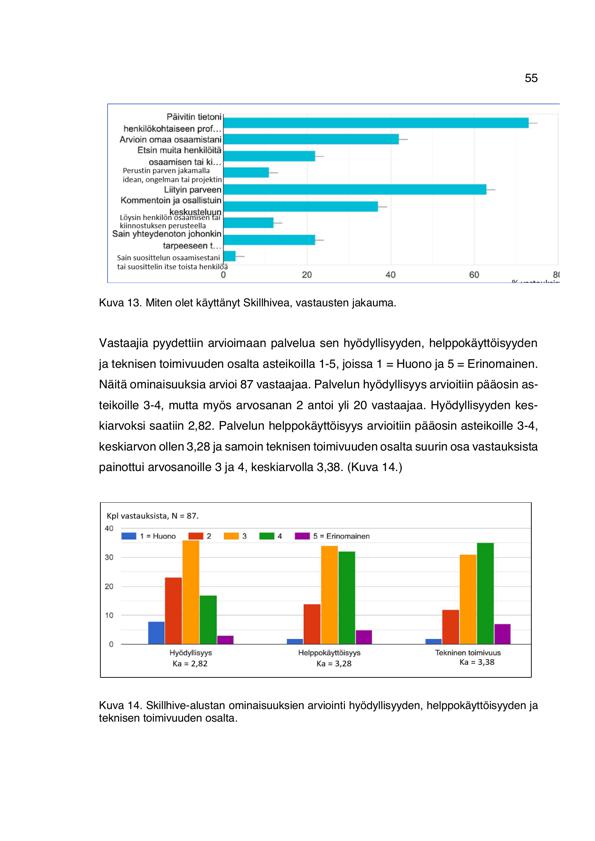 55
Päivitin tietoni
henkilökohtaiseen prof...
Arvioin omaa osaamistani
Etsin muita henkilöitä
osaamisen tai ki...
Perustin parven jakamalla
idean, ongelman tai projektin
Liityin parveen
Kommentoin ja osallistuin
keskusteluun
Löysin henkilön osaamisen tai
kiinnostuksen perusteella
Sain yhteydenoton johonkin
tarpeeseen t...
Sain suosittelun osaamisestani
tai suosittelin itse toista henkilöä
0 20 40 60 80
Kuva 13. Miten olet käyttänyt Skillhivea, vastausten jakauma.
Vastaajia pyydettiin arvioimaan palvelua sen hyödyllisyyden, helppokäyttöisyyden
ja teknisen toimivuuden osalta asteikoilla 1-5, joissa 1 = Huono ja 5 = Erinomainen.
Näitä ominaisuuksia arvioi 87 vastaajaa. Palvelun hyödyllisyys arvioitiin pääosin as-
teikoille 3-4, mutta myös arvosanan 2 antoi yli 20 vastaajaa. Hyödyllisyyden kes-
kiarvoksi saatiin 2,82. Palvelun helppokäyttöisyys arvioitiin pääosin asteikoille 3-4,
keskiarvon ollen 3,28 ja samoin teknisen toimivuuden osalta suurin osa vastauksista
painottui arvosanoille 3 ja 4, keskiarvolla 3,38. (Kuva 14.)
Kpl vastauksista, N = 87.
40
1 = Huono 2 3 4 5 = Erinomainen
30
20
10
0
Hyödyllisyys Helppokäyttöisyys Tekninen toimivuus
Ka = 2,82 Ka = 3,28 Ka = 3,38
Kuva 14. Skillhive-alustan ominaisuuksien arviointi hyödyllisyyden, helppokäyttöisyyden ja
teknisen toimivuuden osalta.